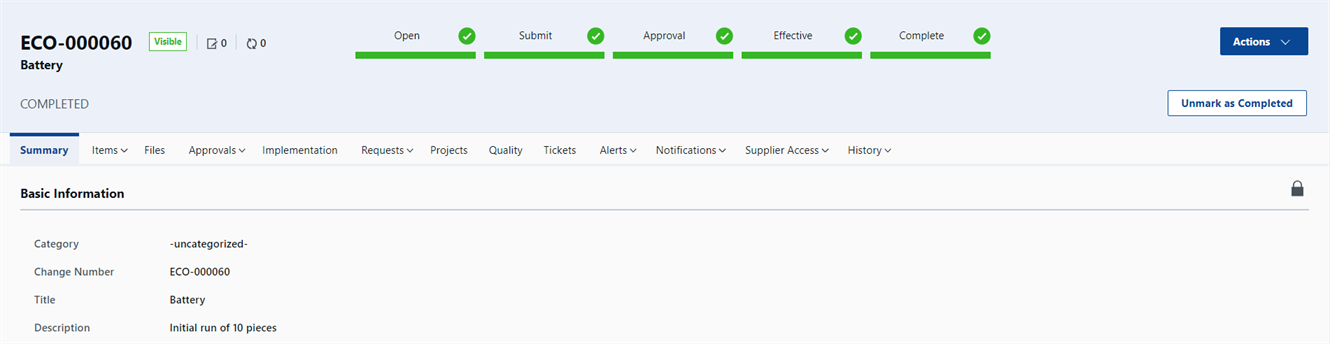 ECO-000060 Visible 0 0
Battery
COMPLETED
Open Submit Approval Effective Complete
Actions
Unmark as Completed
Summary Items Files Approvals Implementation Requests Projects Quality Tickets Alerts Notifications Supplier Access History
Basic Information
Category -uncategorized-
Change Number ECO-000060
Title Battery
Description Initial run of 10 pieces